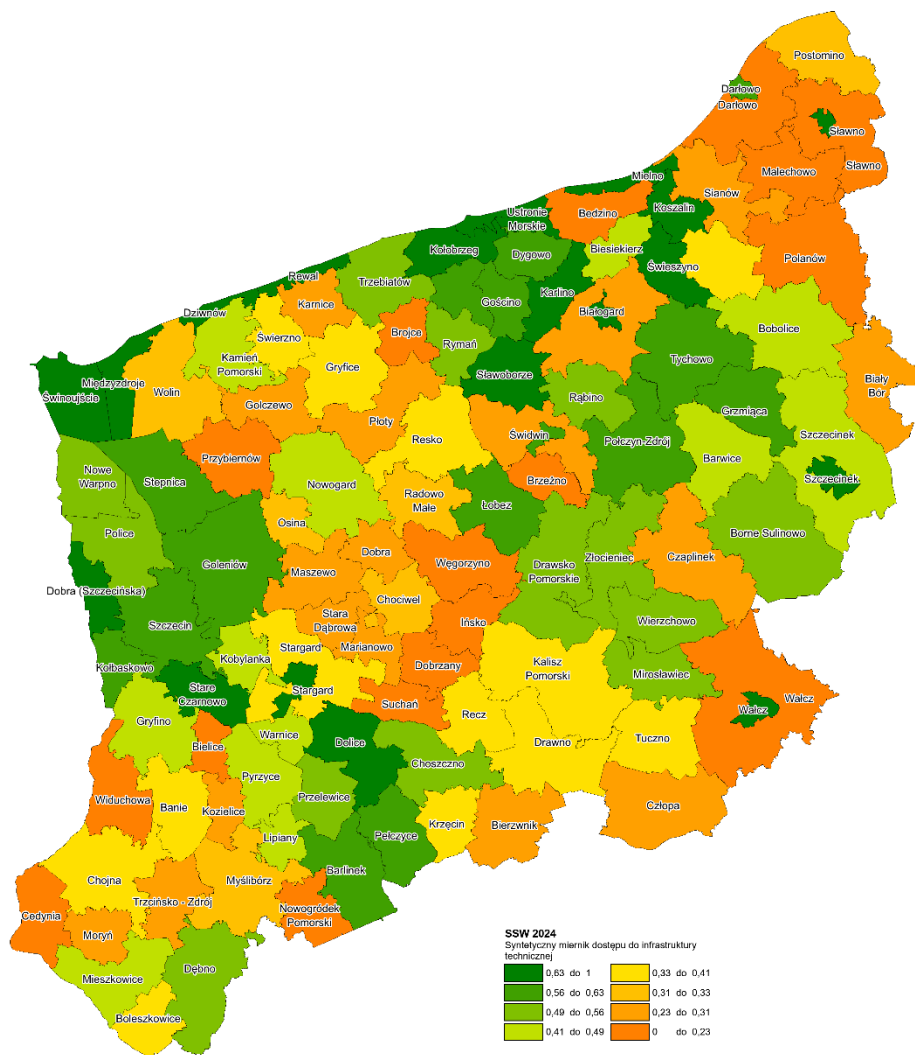 Postomino
Darłowo
Darłowo
Sławno
Sławno
Malechowo
Mielno
Sianów
Koszalin
Ustronie
Morskie
Będzino
Kołobrzeg
Dygowo
Biesiekierz
Świeszyno
Polanów
Rewal
Trzebiatów
Karlino
Gościno
Białogard
Karnice
Dziwnów
Świerzno
Brojce
Rymań
Bobolice
Kamień
Pomorski
Gryfice
Tychowo
Międzyzdroje
Świnoujście
Wolin
Sławoborze
Biały
Bór
Golczewo
Rąbino
Grzmiąca
Płoty
Resko
Świdwin
Połczyn-Zdrój
Szczecinek
Barwice
Przybiernów
Nowe
Warpno
Stepnica
Nowogard
Brzeżno
Szczecinek
Radowo
Małe
Łobez
Osina
Police
Borne Sulinowo
Dobra
Złocieniec
Czaplinek
Goleniów
Maszewo
Węgorzyno
Drawsko
Pomorskie
Dobra (Szczecińska)
Chociwel
Stara
Dąbrowa
Ińsko
Wierzchowo
Szczecin
Kobylanka
Stargard
Marianowo
Kołbaskowo
Dobrzany
Kalisz
Pomorski
Mirosławiec
Stare
Czarnowo
Stargard
Suchań
Wałcz
Wałcz
Gryfino
Recz
Warnice
Bielice
Dolice
Drawno
Tuczno
Choszczno
Pyrzyce
Widuchowa
Banie
Kozielice
Przelewice
Człopa
Krzęcin
Bierzwnik
Lipiany
Pełczyce
Barlinek
Chojna
Myślibórz
Trzcińsko - Zdrój
Nowogródek
Pomorski
Cedynia
Moryń
Dębno
Mieszkowice
Boleszkowice
SSW 2024
Syntetyczny miernik dostępu do infrastruktury
technicznej
0,63 do 1
0,56 do 0,63
0,49 do 0,56
0,41 do 0,49
0,33 do 0,41
0,31 do 0,33
0,23 do 0,31
0 do 0,23